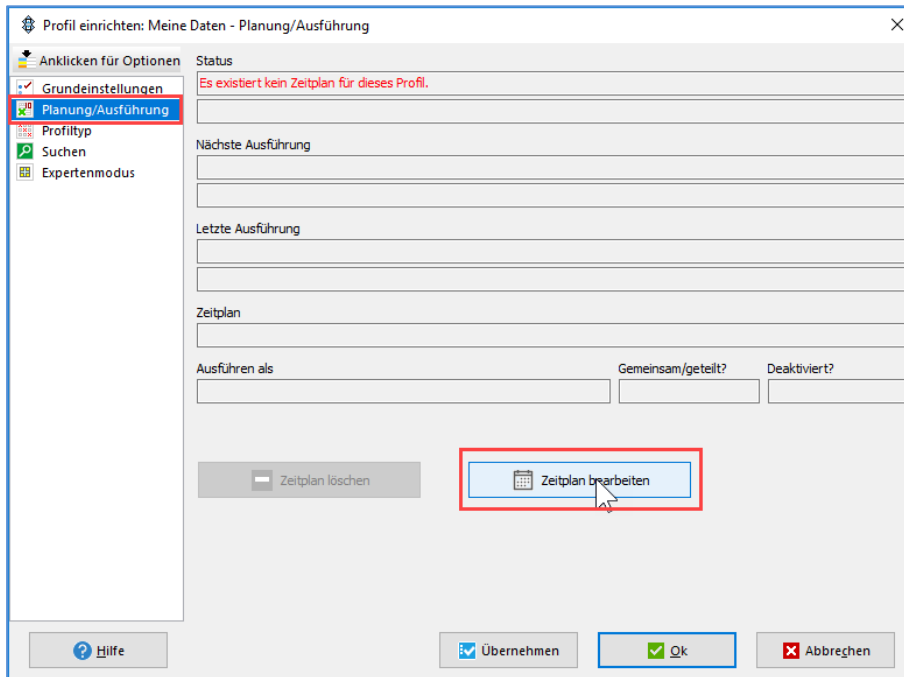 Profil einrichten: Meine Daten - Planung/Ausführung
Anklicken für Optionen
Grundeinstellungen
Planung/Ausführung
Profiltyp
Suchen
Expertenmodus
Status
Es existiert kein Zeitplan für dieses Profil.
Nächste Ausführung
Letzte Ausführung
Zeitplan
Ausführen als Gemeinsam/geteilt? Deaktiviert?
Zeitplan löschen Zeitplan bearbeiten
Hilfe Übernehmen Ok Abbrechen